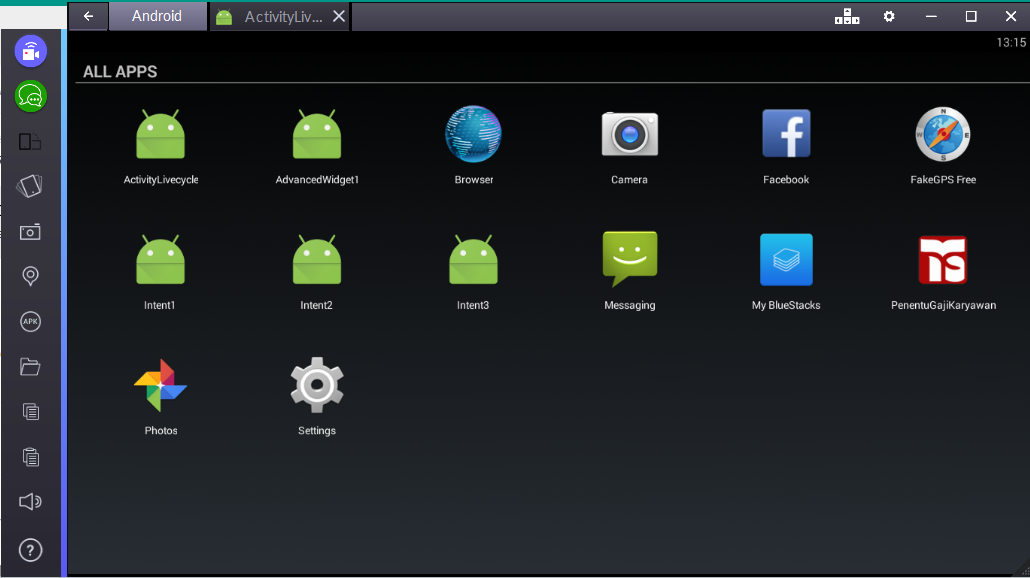 Android
ActivityLiv...
13:15
ALL APPS
ActivityLivecycle
AdvancedWidget1
Browser
Camera
Facebook
FakeGPS Free
Intent1
Intent2
Intent3
Messaging
My BlueStacks
PenentuGajiKaryawan
Photos
Settings
APK